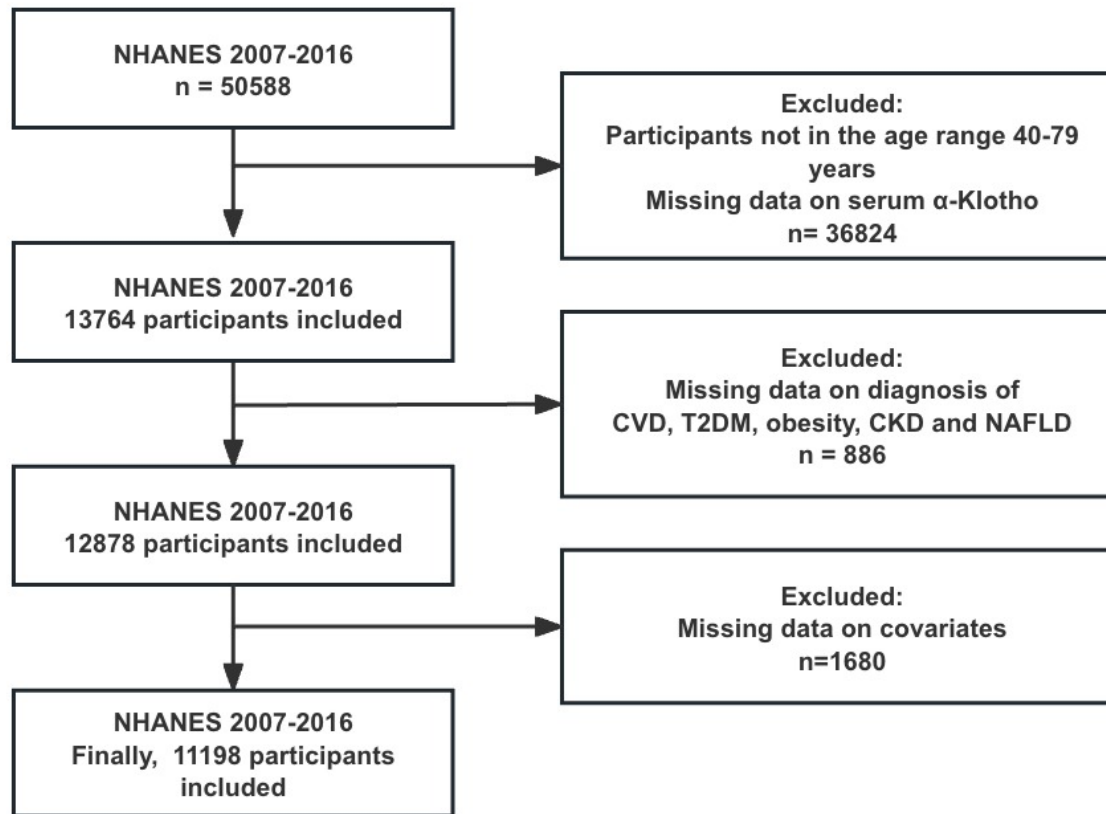 NHANES 2007-2016
n = 50588
Excluded:
Participants not in the age range 40-79
years
Missing data on serum α-Klotho
n= 36824
NHANES 2007-2016
13764 participants included
Excluded:
Missing data on diagnosis of
CVD, T2DM, obesity, CKD and NAFLD
n = 886
NHANES 2007-2016
12878 participants included
Excluded:
Missing data on covariates
n=1680
NHANES 2007-2016
Finally, 11198 participants
included